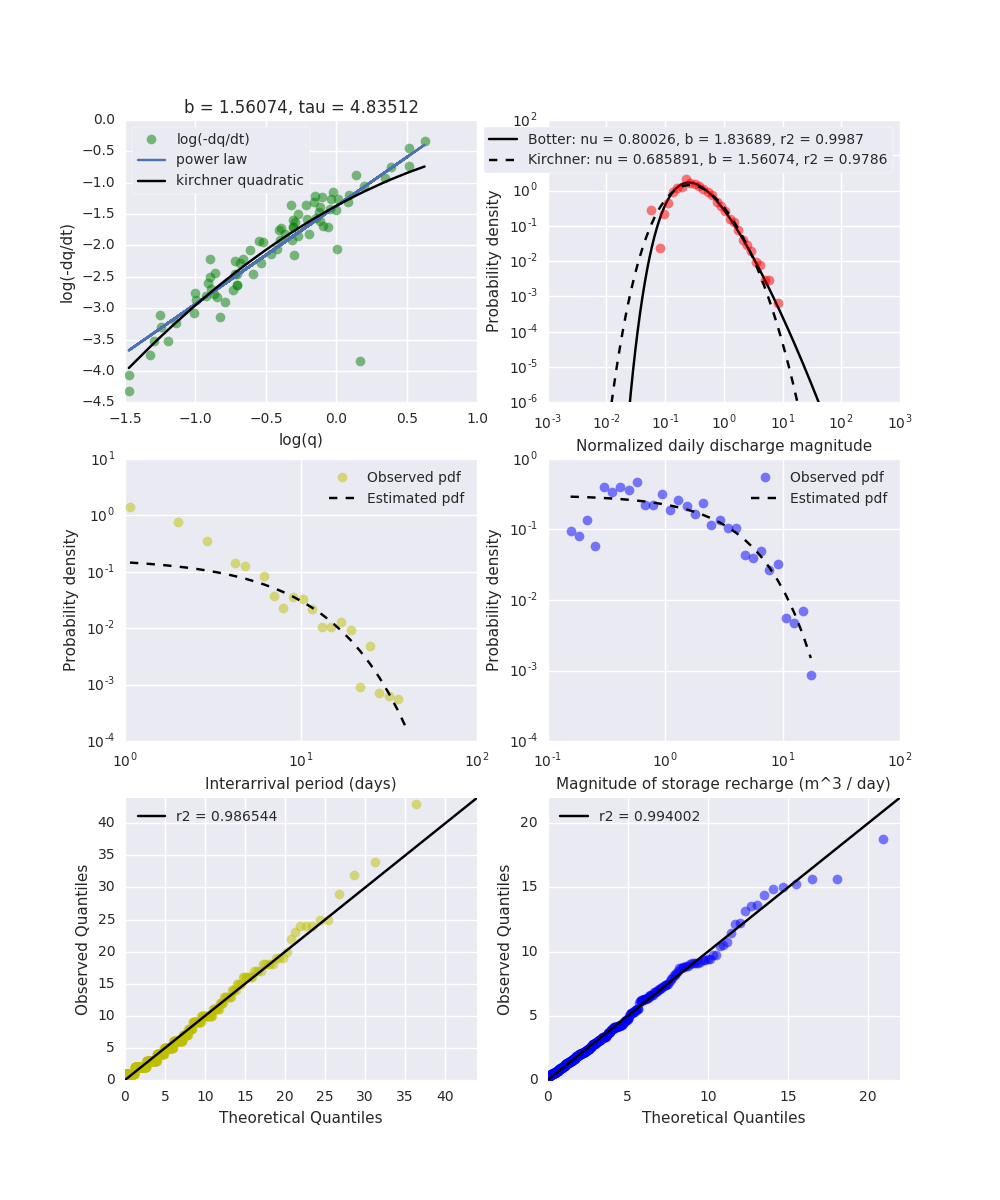 b = 1.56074, tau = 4.83512
log(-dq/dt)
power law
kirchner quadratic
0.0
−0.5
−1.0
−1.5
−2.0
−2.5
−3.0
−3.5
−4.0
−4.5
log(-dq/dt)
−1.5 −1.0 −0.5 0.0 0.5 1.0
log(q)
Botter: nu = 0.80026, b = 1.83689, r2 = 0.9987
Kirchner: nu = 0.685891, b = 1.56074, r2 = 0.9786
10^2
10^0
10^-1
10^-2
10^-3
10^-4
10^-5
10^-6
Probability density
10^-3 10^-2 10^-1 10^0 10^1 10^2 10^3
Normalized daily discharge magnitude
Observed pdf
Estimated pdf
10^1
10^0
10^-1
10^-2
10^-3
10^-4
Probability density
10^0 10^1 10^2
Interarrival period (days)
Observed pdf
Estimated pdf
10^0
10^-1
10^-2
10^-3
10^-4
Probability density
10^-1 10^0 10^1 10^2
Magnitude of storage recharge (m^3 / day)
r2 = 0.986544
40
35
30
25
20
15
10
5
0
Observed Quantiles
0 5 10 15 20 25 30 35 40
Theoretical Quantiles
r2 = 0.994002
20
15
10
5
0
Observed Quantiles
0 5 10 15 20
Theoretical Quantiles